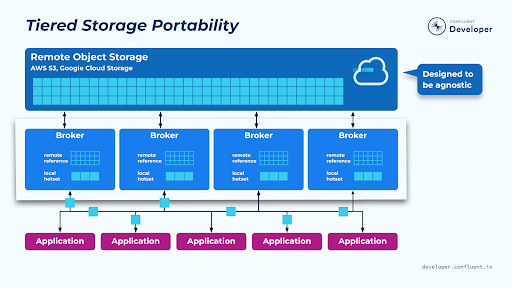 Tiered Storage Portability
CONFLUENT
Developer
Remote Object Storage
AWS S3, Google Cloud Storage
Designed to
be agnostic
Broker
remote
reference
local
hotset
Broker
remote
reference
local
hotset
Broker
remote
reference
local
hotset
Broker
remote
reference
local
hotset
Application
Application
Application
Application
Application
developer.confluent.io